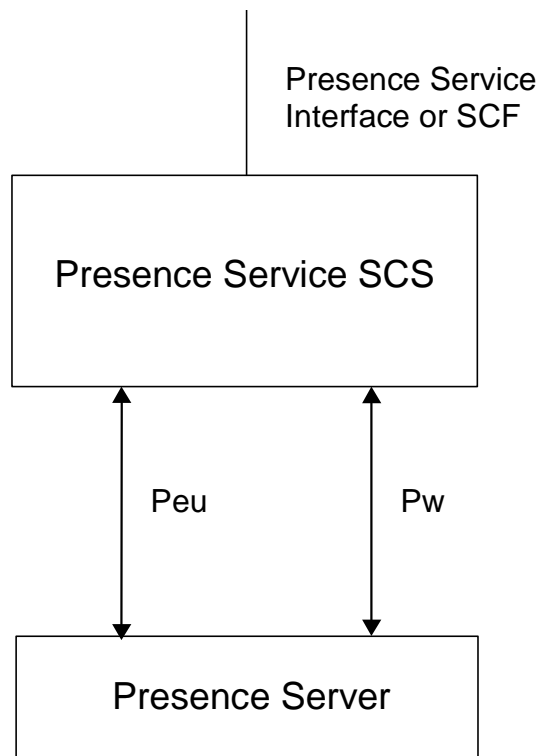 Presence Service
Interface or SCF
Presence Service SCS
Peu
Pw
Presence Server